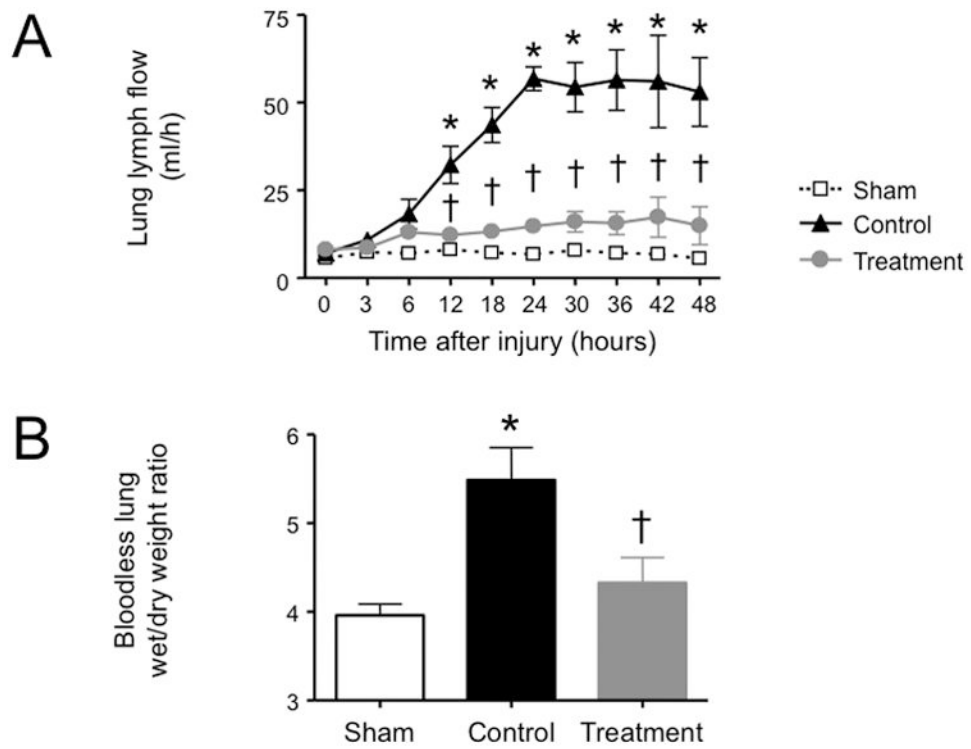 A
Lung lymph flow
(ml/h)
75
50
25
0
* * * * * * *
† † † † † † †
0 3 6 12 18 24 30 36 42 48
Time after injury (hours)
Sham
Control
Treatment
B
Bloodless lung
wet/dry weight ratio
6
5
4
3
*
†
Sham Control Treatment